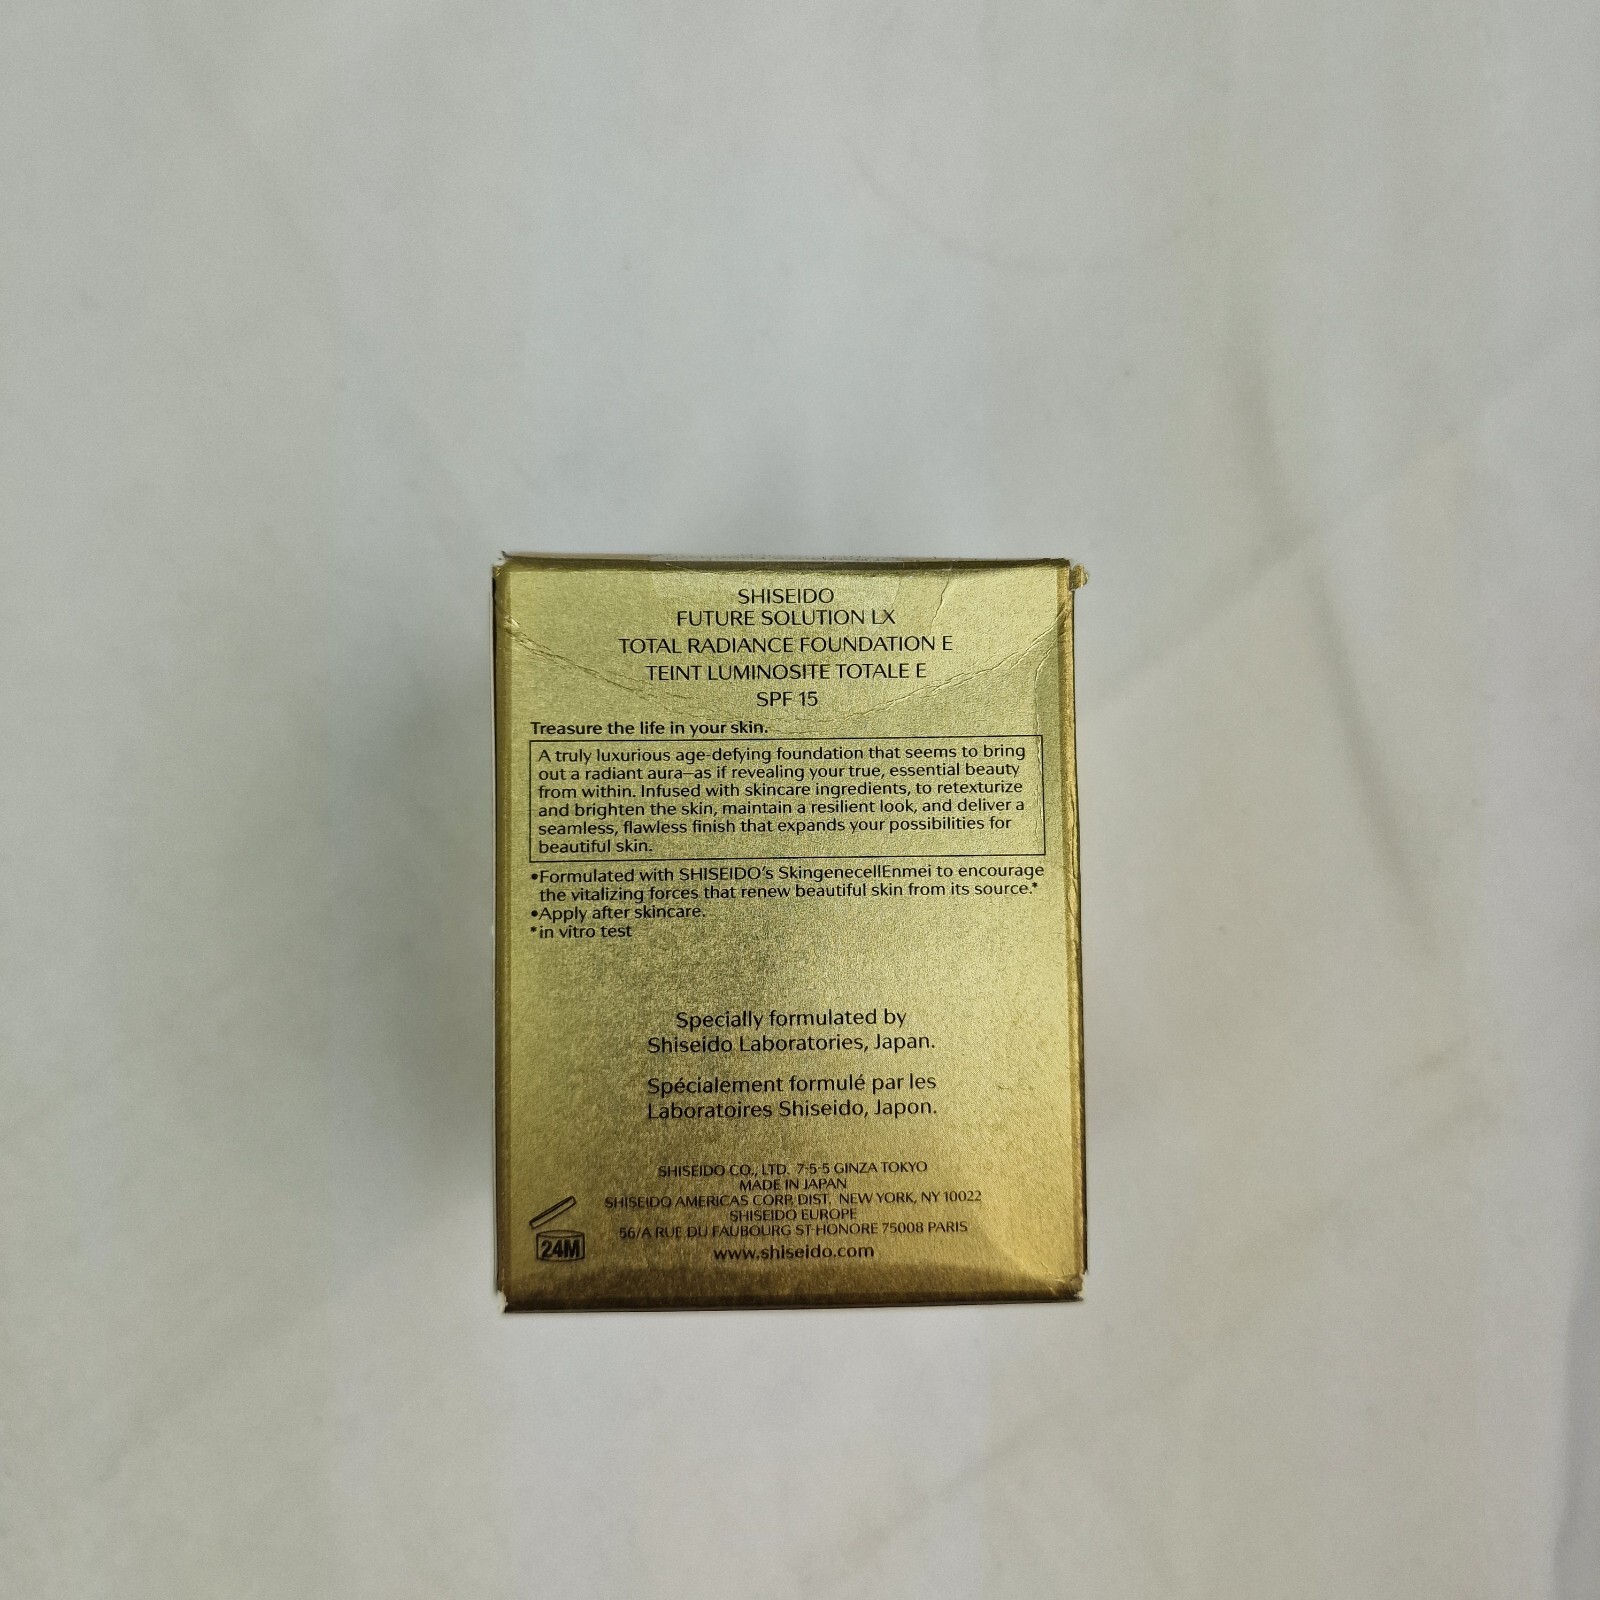 SHISEIDO
FUTURE SOLUTION LX
TOTAL RADIANCE FOUNDATION E
TEINT LUMINOSITE TOTALE E
SPF 15
Treasure the life in your skin.
A truly luxurious age-defying foundation that seems to bring
out a radiant aura–as if revealing your true, essential beauty
from within. Infused with skincare ingredients, to retexturize
and brighten the skin, maintain a resilient look, and deliver a
seamless, flawless finish that expands your possibilities for
beautiful skin.
•Formulated with SHISEIDO's SkingenecellEnmei to encourage
the vitalizing forces that renew beautiful skin from its source.*
•Apply after skincare.
*in vitro test
Specially formulated by
Shiseido Laboratories, Japan.
Spécialement formulé par les
Laboratoires Shiseido, Japon.
SHISEIDO CO., LTD. 7-5-5 GINZA TOKYO
MADE IN JAPAN
SHISEIDO AMERICAS CORP. DIST. NEW YORK, NY 10022
SHISEIDO EUROPE
56/A RUE DU FAUBOURG ST-HONORE 75008 PARIS
www.shiseido.com
24M